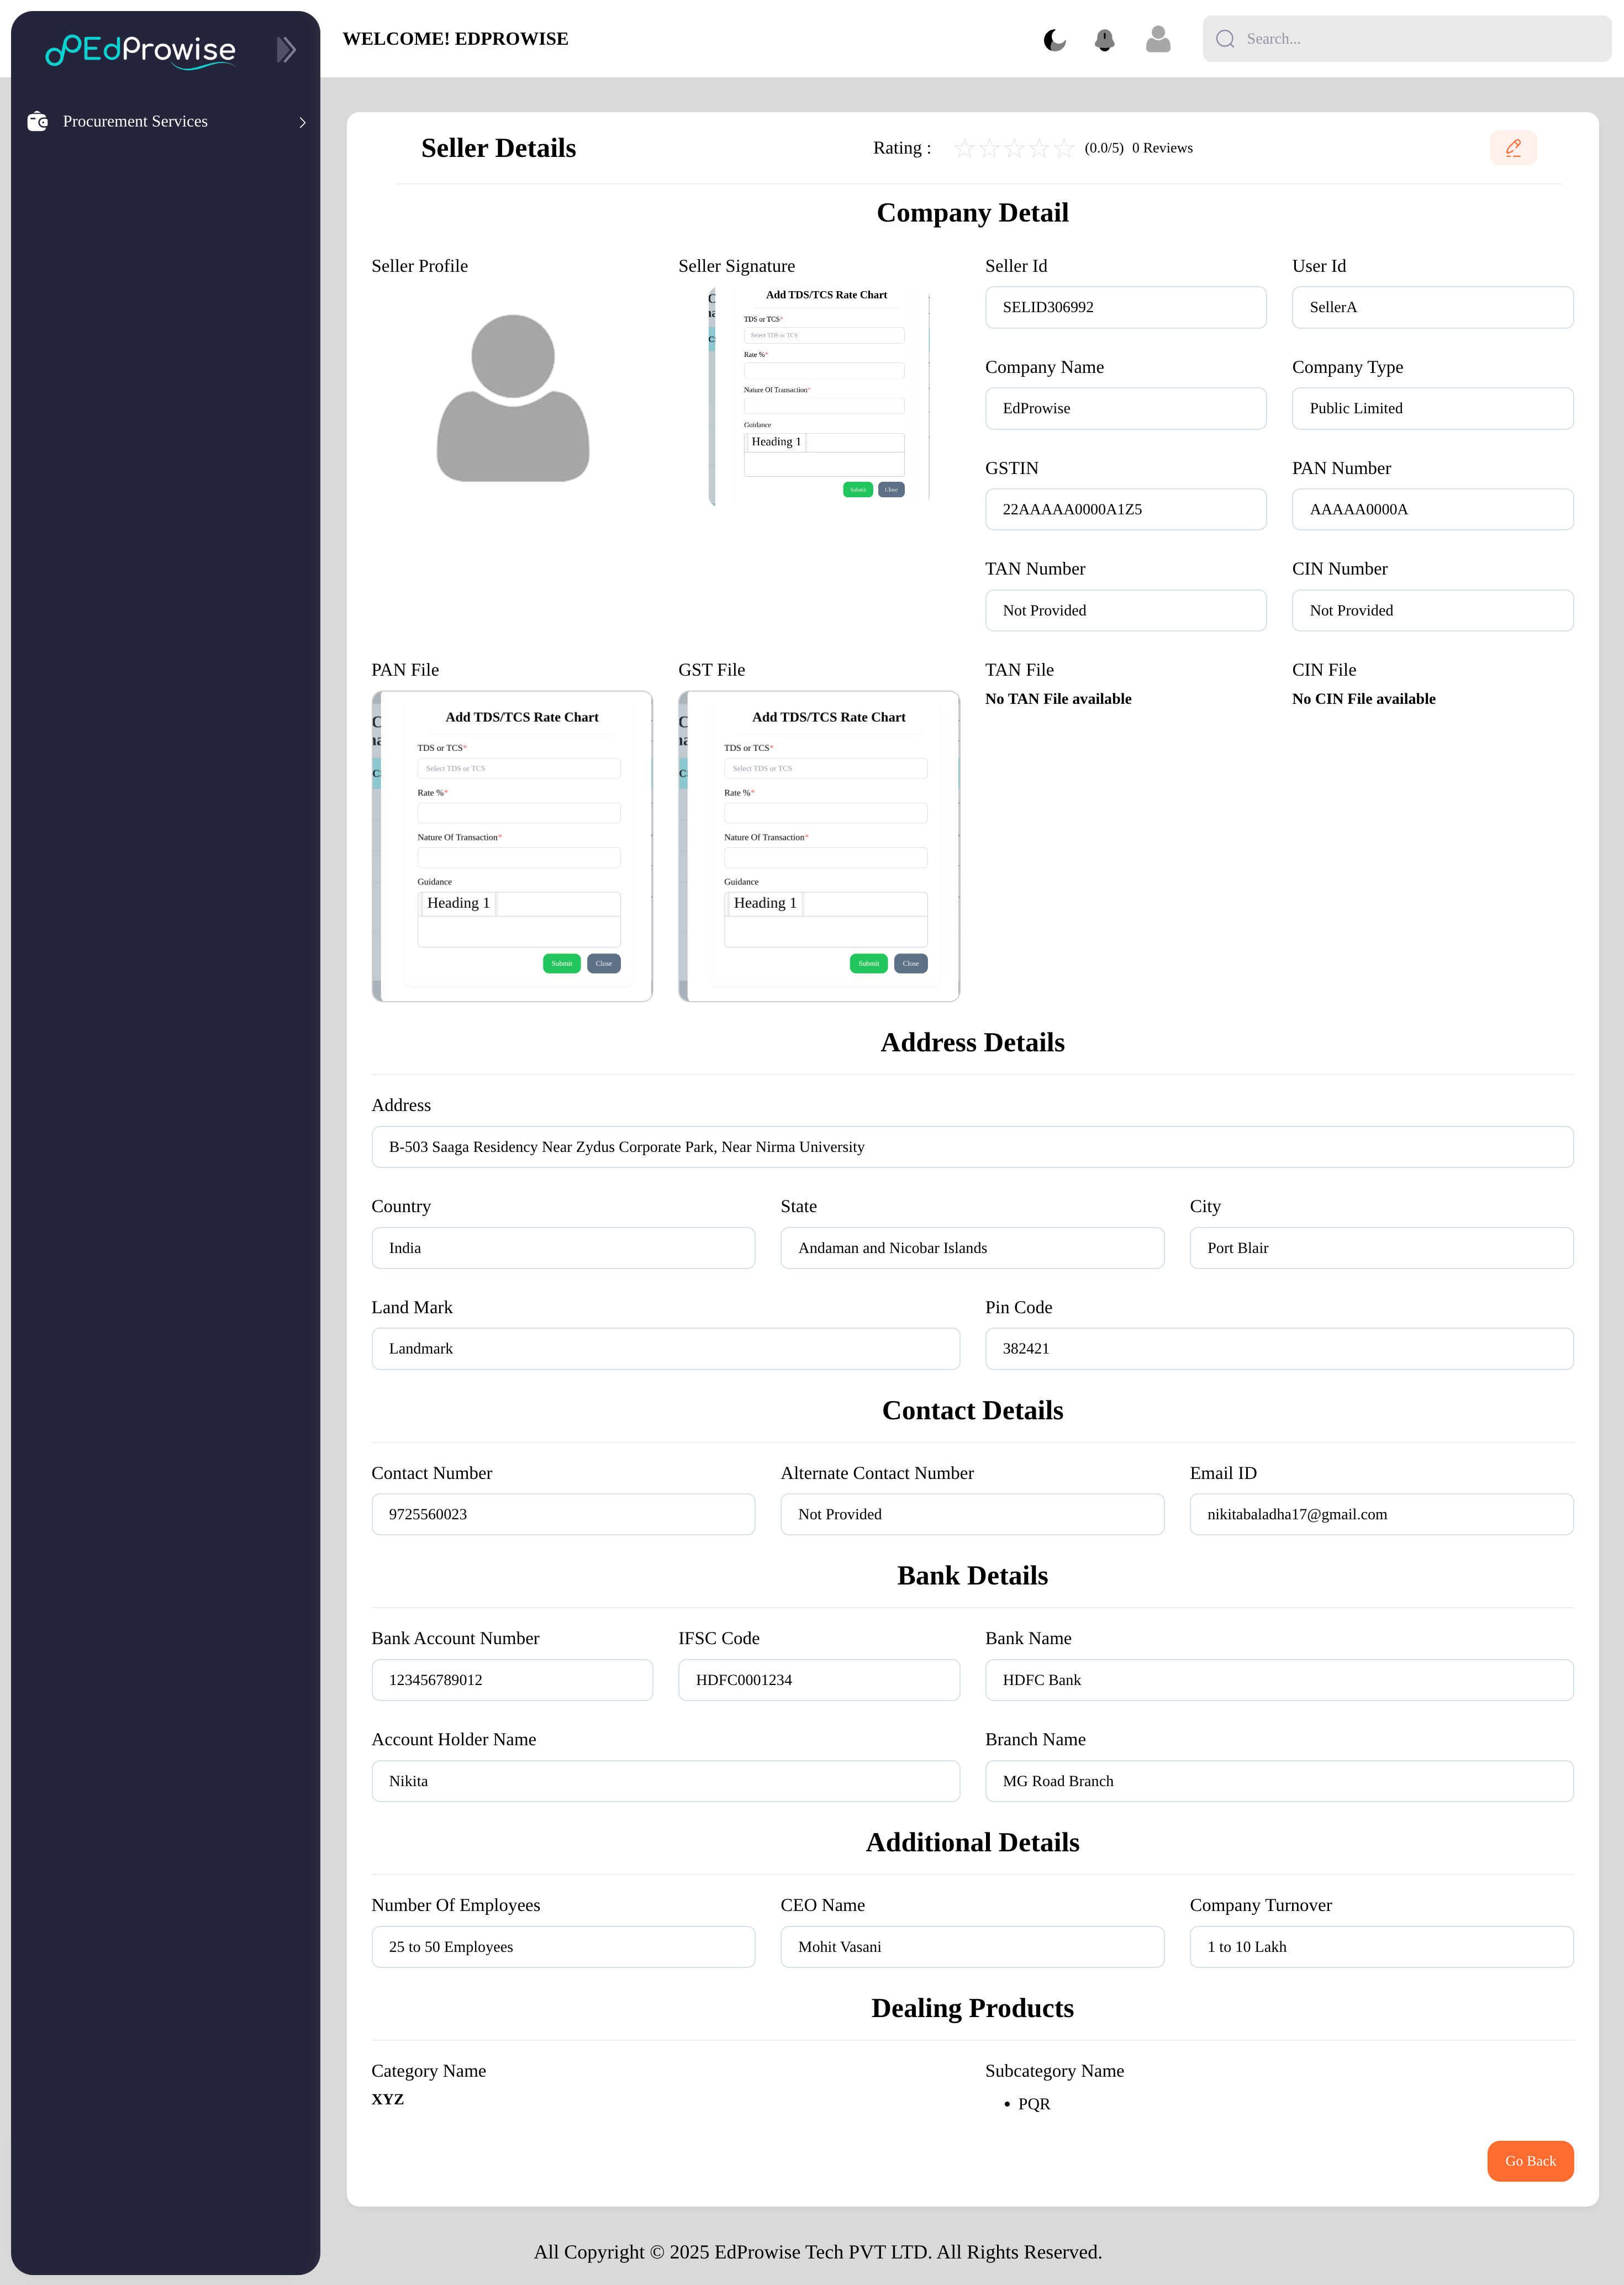 EdProwise
WELCOME! EDPROWISE
Search...
Procurement Services
Seller Details
Rating :
(0.0/5) 0 Reviews
Company Detail
Seller Profile
Seller Signature
Add TDS/TCS Rate Chart
TDS or TCS*
Select TDS or TCS
Rate %*
Nature Of Transaction*
Guidance
Heading 1
Submit
Close
Seller Id
SELID306992
User Id
SellerA
Company Name
EdProwise
Company Type
Public Limited
GSTIN
22AAAAA0000A1Z5
PAN Number
AAAAA0000A
TAN Number
Not Provided
CIN Number
Not Provided
PAN File
Add TDS/TCS Rate Chart
TDS or TCS*
Select TDS or TCS
Rate %*
Nature Of Transaction*
Guidance
Heading 1
Submit
Close
GST File
Add TDS/TCS Rate Chart
TDS or TCS*
Select TDS or TCS
Rate %*
Nature Of Transaction*
Guidance
Heading 1
Submit
Close
TAN File
No TAN File available
CIN File
No CIN File available
Address Details
Address
B-503 Saaga Residency Near Zydus Corporate Park, Near Nirma University
Country
India
State
Andaman and Nicobar Islands
City
Port Blair
Land Mark
Landmark
Pin Code
382421
Contact Details
Contact Number
9725560023
Alternate Contact Number
Not Provided
Email ID
nikitabaladha17@gmail.com
Bank Details
Bank Account Number
123456789012
IFSC Code
HDFC0001234
Bank Name
HDFC Bank
Account Holder Name
Nikita
Branch Name
MG Road Branch
Additional Details
Number Of Employees
25 to 50 Employees
CEO Name
Mohit Vasani
Company Turnover
1 to 10 Lakh
Dealing Products
Category Name
XYZ
Subcategory Name
• PQR
Go Back
All Copyright © 2025 EdProwise Tech PVT LTD. All Rights Reserved.